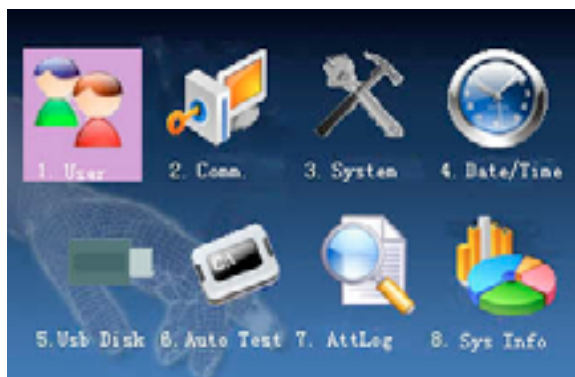 1. User 2. Comm. 3. System 4. Date/Time
C:\
5.Usb Disk 6. Auto Test 7. AttLog 8. Sys Info